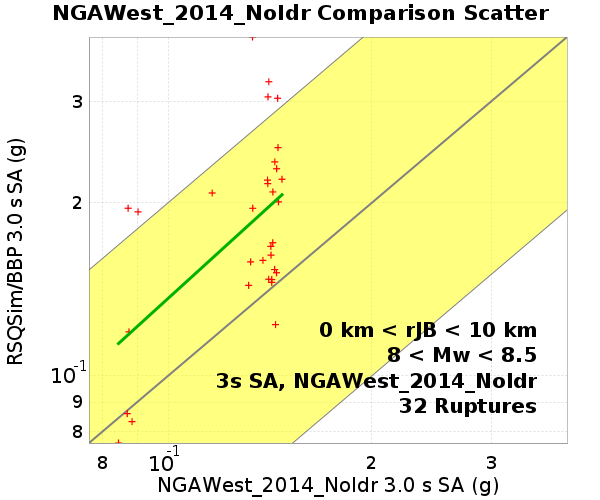 NGAWest_2014_NoIdr Comparison Scatter
RSQSim/BBP 3.0 s SA (g)
3
2
10-1
9
8
0 km < rJB < 10 km
8 < Mw < 8.5
3s SA, NGAWest_2014_NoIdr
32 Ruptures
8 10-1 2 3
NGAWest_2014_NoIdr 3.0 s SA (g)